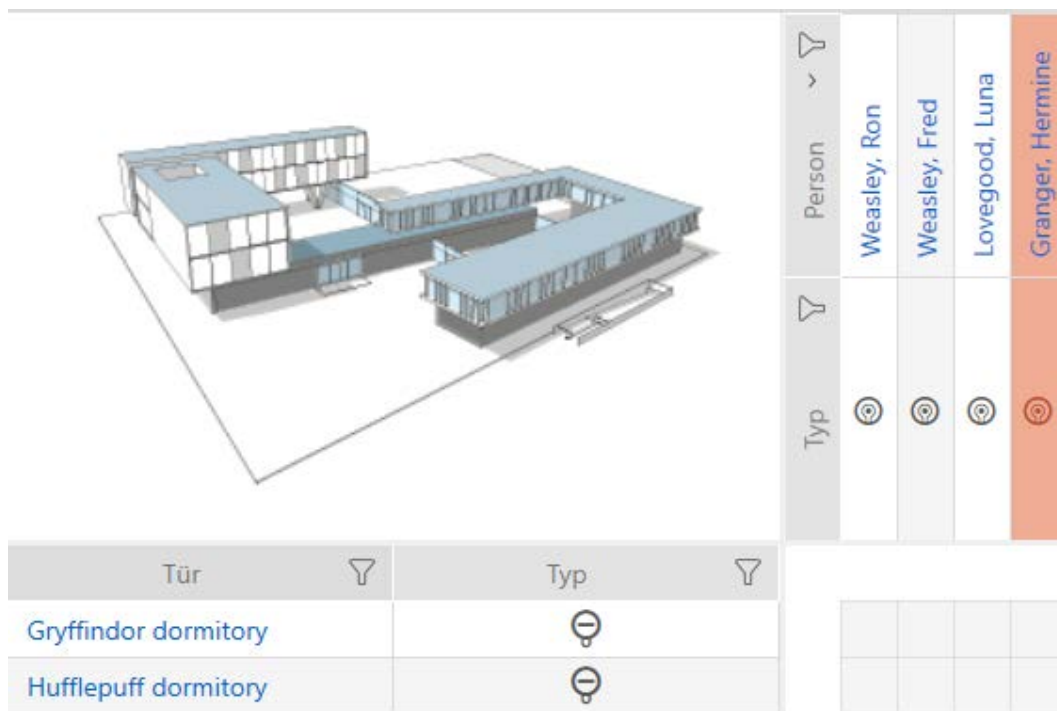 Person
Weasley, Ron
Weasley, Fred
Lovegood, Luna
Granger, Hermine
Typ
Tür
Typ
Gryffindor dormitory
Hufflepuff dormitory